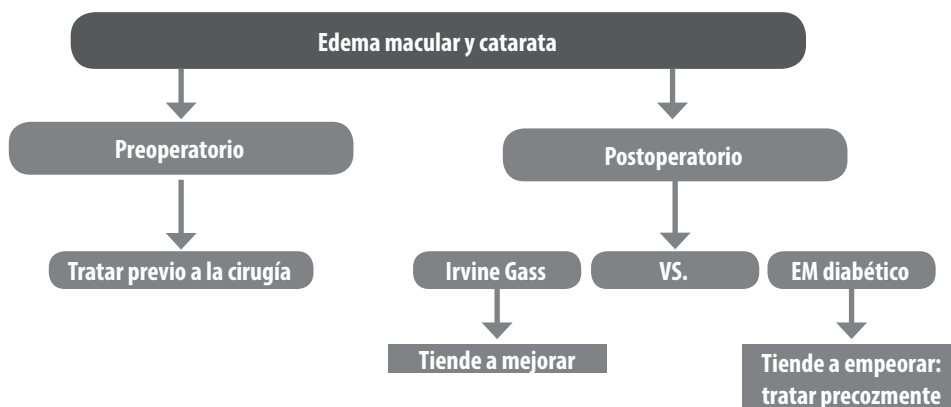 Edema macular y catarata
Preoperatorio
Postoperatorio
Tratar previo a la cirugía
Irvine Gass
VS.
EM diabético
Tiende a mejorar
Tiende a empeorar:
tratar precozmente